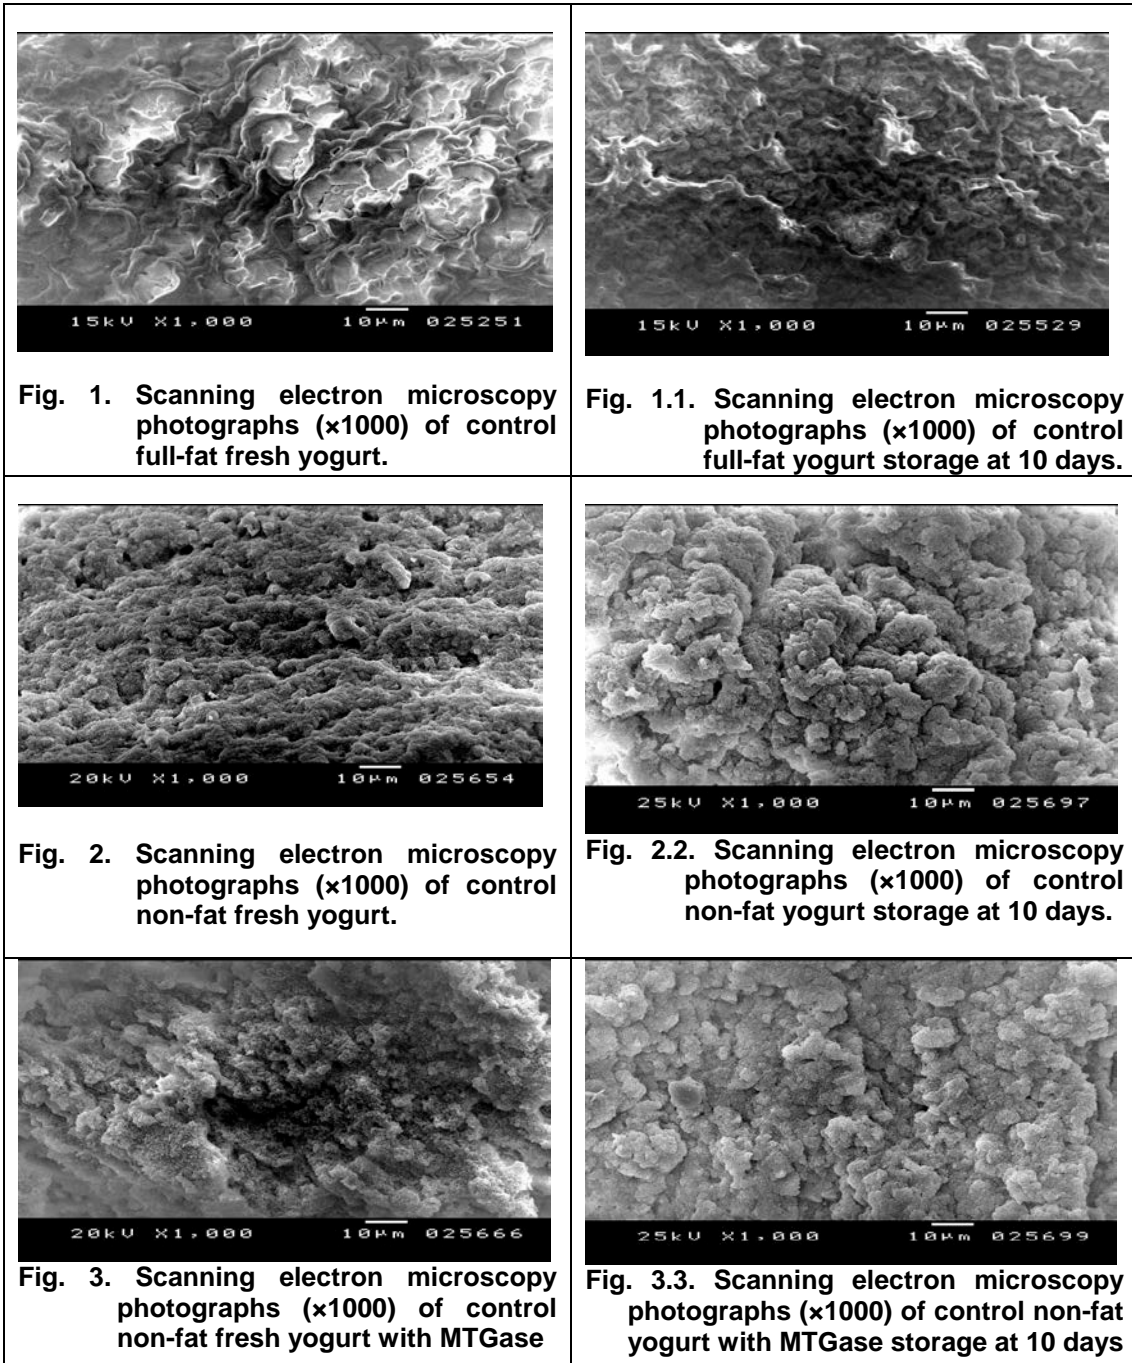 15kV X1,000 10µm 025251
Fig. 1. Scanning electron microscopy
photographs (×1000) of control
full-fat fresh yogurt.
15kV X1,000 10µm 025529
Fig. 1.1. Scanning electron microscopy
photographs (×1000) of control
full-fat yogurt storage at 10 days.
20kV X1,000 10µm 025654
Fig. 2. Scanning electron microscopy
photographs (×1000) of control
non-fat fresh yogurt.
25kV X1,000 10µm 025697
Fig. 2.2. Scanning electron microscopy
photographs (×1000) of control
non-fat yogurt storage at 10 days.
20kV X1,000 10µm 025666
Fig. 3. Scanning electron microscopy
photographs (×1000) of control
non-fat fresh yogurt with MTGase
25kV X1,000 10µm 025699
Fig. 3.3. Scanning electron microscopy
photographs (×1000) of control non-fat
yogurt with MTGase storage at 10 days